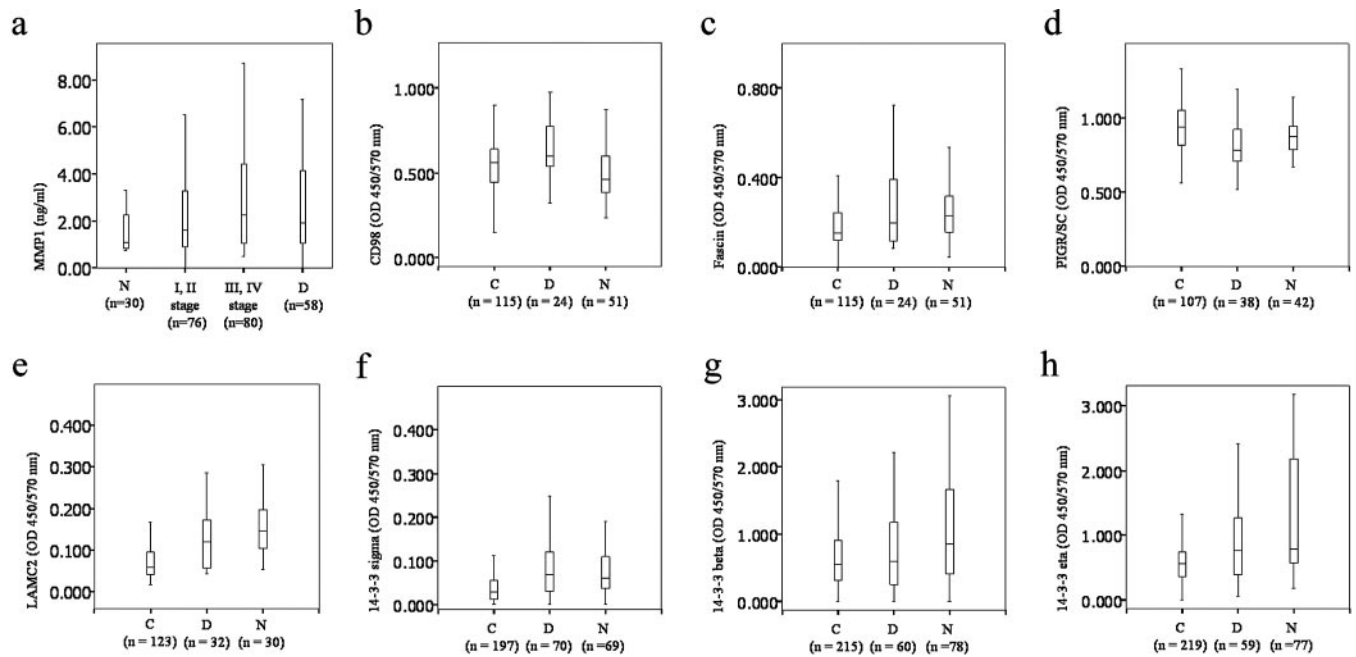 a
MMP1 (ng/ml)
8.00
6.00
4.00
2.00
0.00
N
(n=30)
I, II
stage
(n=76)
III, IV
stage
(n=80)
D
(n=58)
b
CD98 (OD 450/570 nm)
1.000
0.500
0.000
C D N
(n = 115) (n = 24) (n = 51)
c
Fascin (OD 450/570 nm)
0.800
0.400
0.000
C D N
(n = 115) (n = 24) (n = 51)
d
PIGR/SC (OD 450/570 nm)
1.000
0.500
0.000
C D N
(n = 107) (n = 38) (n = 42)
e
LAMC2 (OD 450/570 nm)
0.400
0.300
0.200
0.100
0.000
C D N
(n = 123) (n = 32) (n = 30)
f
14-3-3 sigma (OD 450/570 nm)
0.400
0.300
0.200
0.100
0.000
C D N
(n = 197) (n = 70) (n=69)
g
14-3-3 beta (OD 450/570 nm)
3.000
2.000
1.000
0.000
C D N
(n = 215) (n = 60) (n=78)
h
14-3-3 eta (OD 450/570 nm)
3.000
2.000
1.000
0.000
C D N
(n = 219) (n = 59) (n=77)